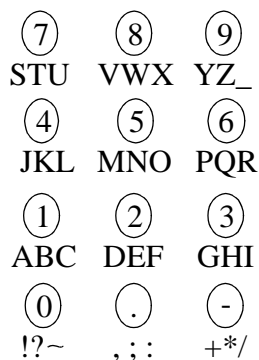 7 8 9
STU VWX YZ_
4 5 6
JKL MNO PQR
1 2 3
ABC DEF GHI
0 . -
!?~ ,;: +*/